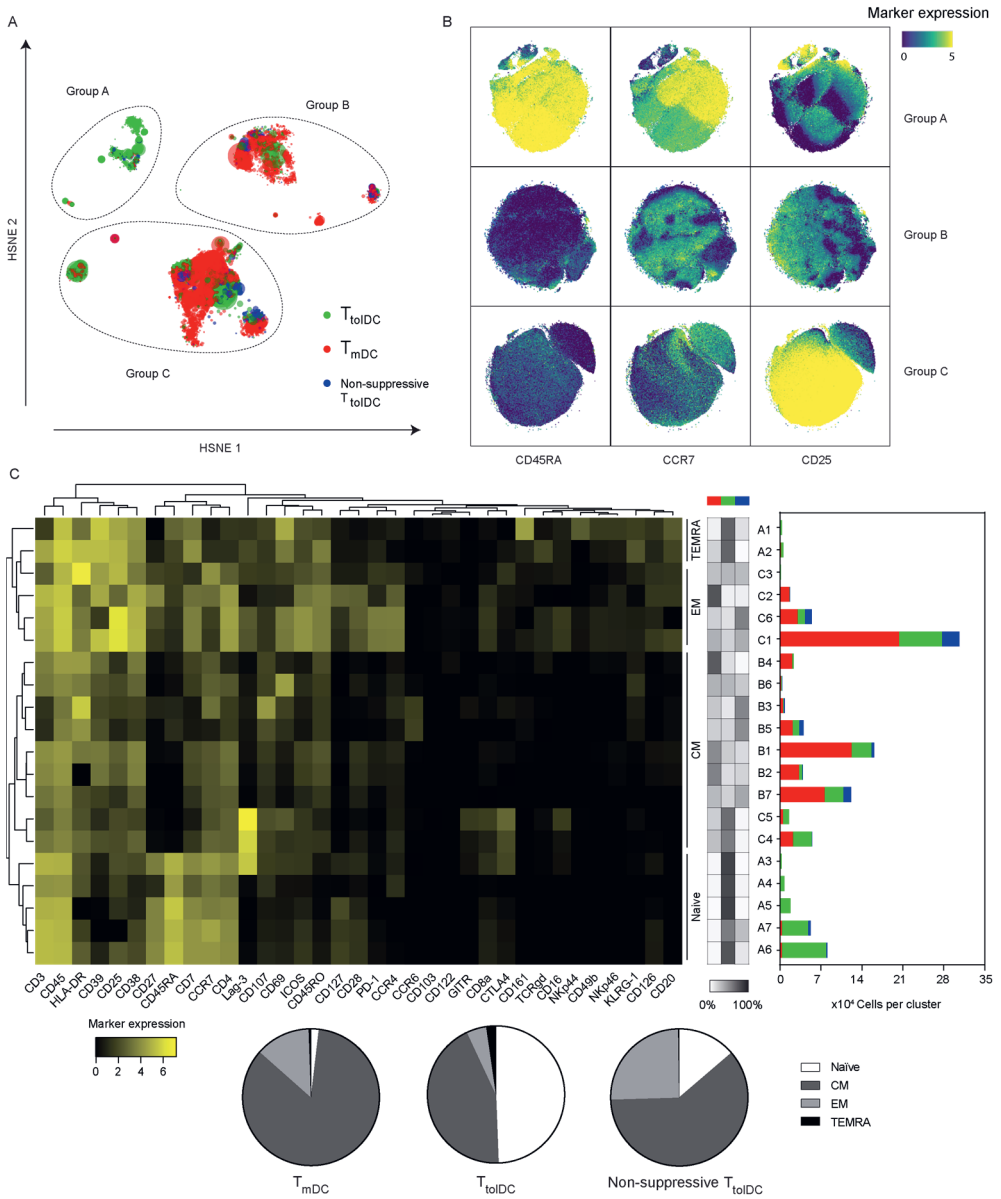 A
B
Marker expression
0
5
Group A
Group B
Group C
HSNE 2
HSNE 1
TtolDC
TmDC
Non-suppressive
TtolDC
Group A
Group B
Group C
CD45RA
CCR7
CD25
C
TEMRA
EM
CM
Naive
A1
A2
C3
C2
C6
C1
B4
B6
B3
B5
B1
B2
B7
C5
C4
A3
A4
A5
A7
A6
CD3
CD45
HLA-DR
CD39
CD25
CD38
CD27
CD45RA
CD7
CCR7
CD4
Lag-3
CD107
CD69
ICOS
CD45RO
CD127
CD28
PD-1
CCR4
CCR6
CD103
CD122
GITR
CD8a
CTLA4
CD161
TCRgd
CD16
NKp44
CD49b
NKp46
KLRG-1
CD126
CD20
0% 100%
0 7 14 21 28 35
x10⁴ Cells per cluster
Marker expression
0 2 4 6
Naïve
CM
EM
TEMRA
TmDC
TtolDC
Non-suppressive TtolDC